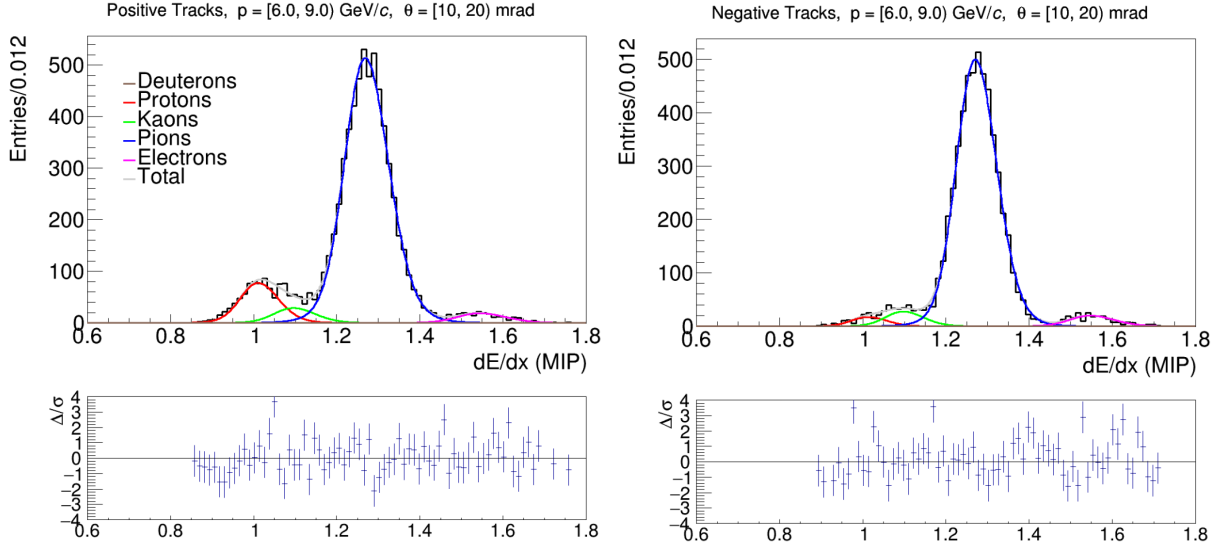 Positive Tracks, p = [6.0, 9.0) GeV/c, θ = [10, 20) mrad
Entries/0.012
500
400
300
200
100
0
Deuterons
Protons
Kaons
Pions
Electrons
Total
0.6 0.8 1 1.2 1.4 1.6 1.8
dE/dx (MIP)
Δ/σ
4
3
2
1
0
−1
−2
−3
−4
0.6 0.8 1 1.2 1.4 1.6 1.8
Negative Tracks, p = [6.0, 9.0) GeV/c, θ = [10, 20) mrad
Entries/0.012
500
400
300
200
100
0
0.6 0.8 1 1.2 1.4 1.6 1.8
dE/dx (MIP)
Δ/σ
4
3
2
1
0
−1
−2
−3
−4
0.6 0.8 1 1.2 1.4 1.6 1.8